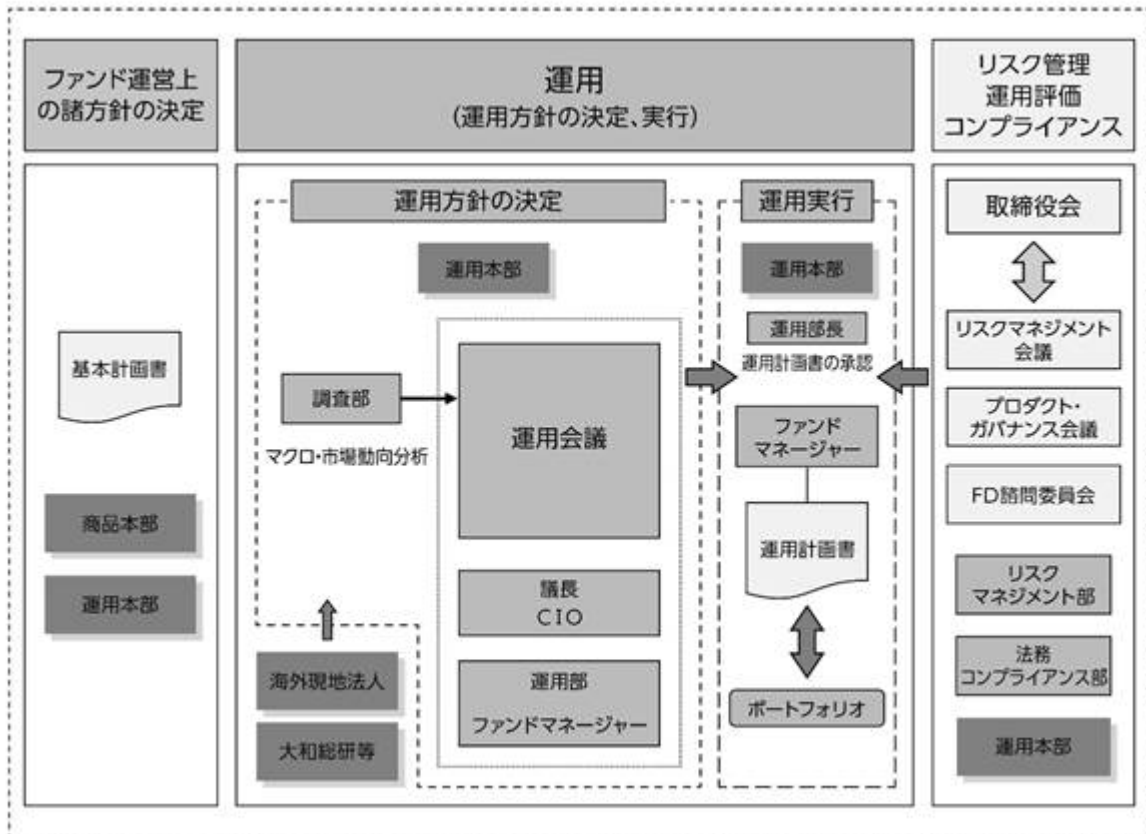 ファンド運営上
の諸方針の決定
運用
(運用方針の決定、実行)
リスク管理
運用評価
コンプライアンス
基本計画書
商品本部
運用本部
運用方針の決定
運用本部
調査部
マクロ・市場動向分析
運用会議
議長
CIO
運用部
ファンドマネージャー
海外現地法人
大和総研等
運用実行
運用本部
運用部長
運用計画書の承認
ファンド
マネージャー
運用計画書
ポートフォリオ
取締役会
リスクマネジメント
会議
プロダクト・
ガバナンス会議
FD諮問委員会
リスク
マネジメント部
法務
コンプライアンス部
運用本部